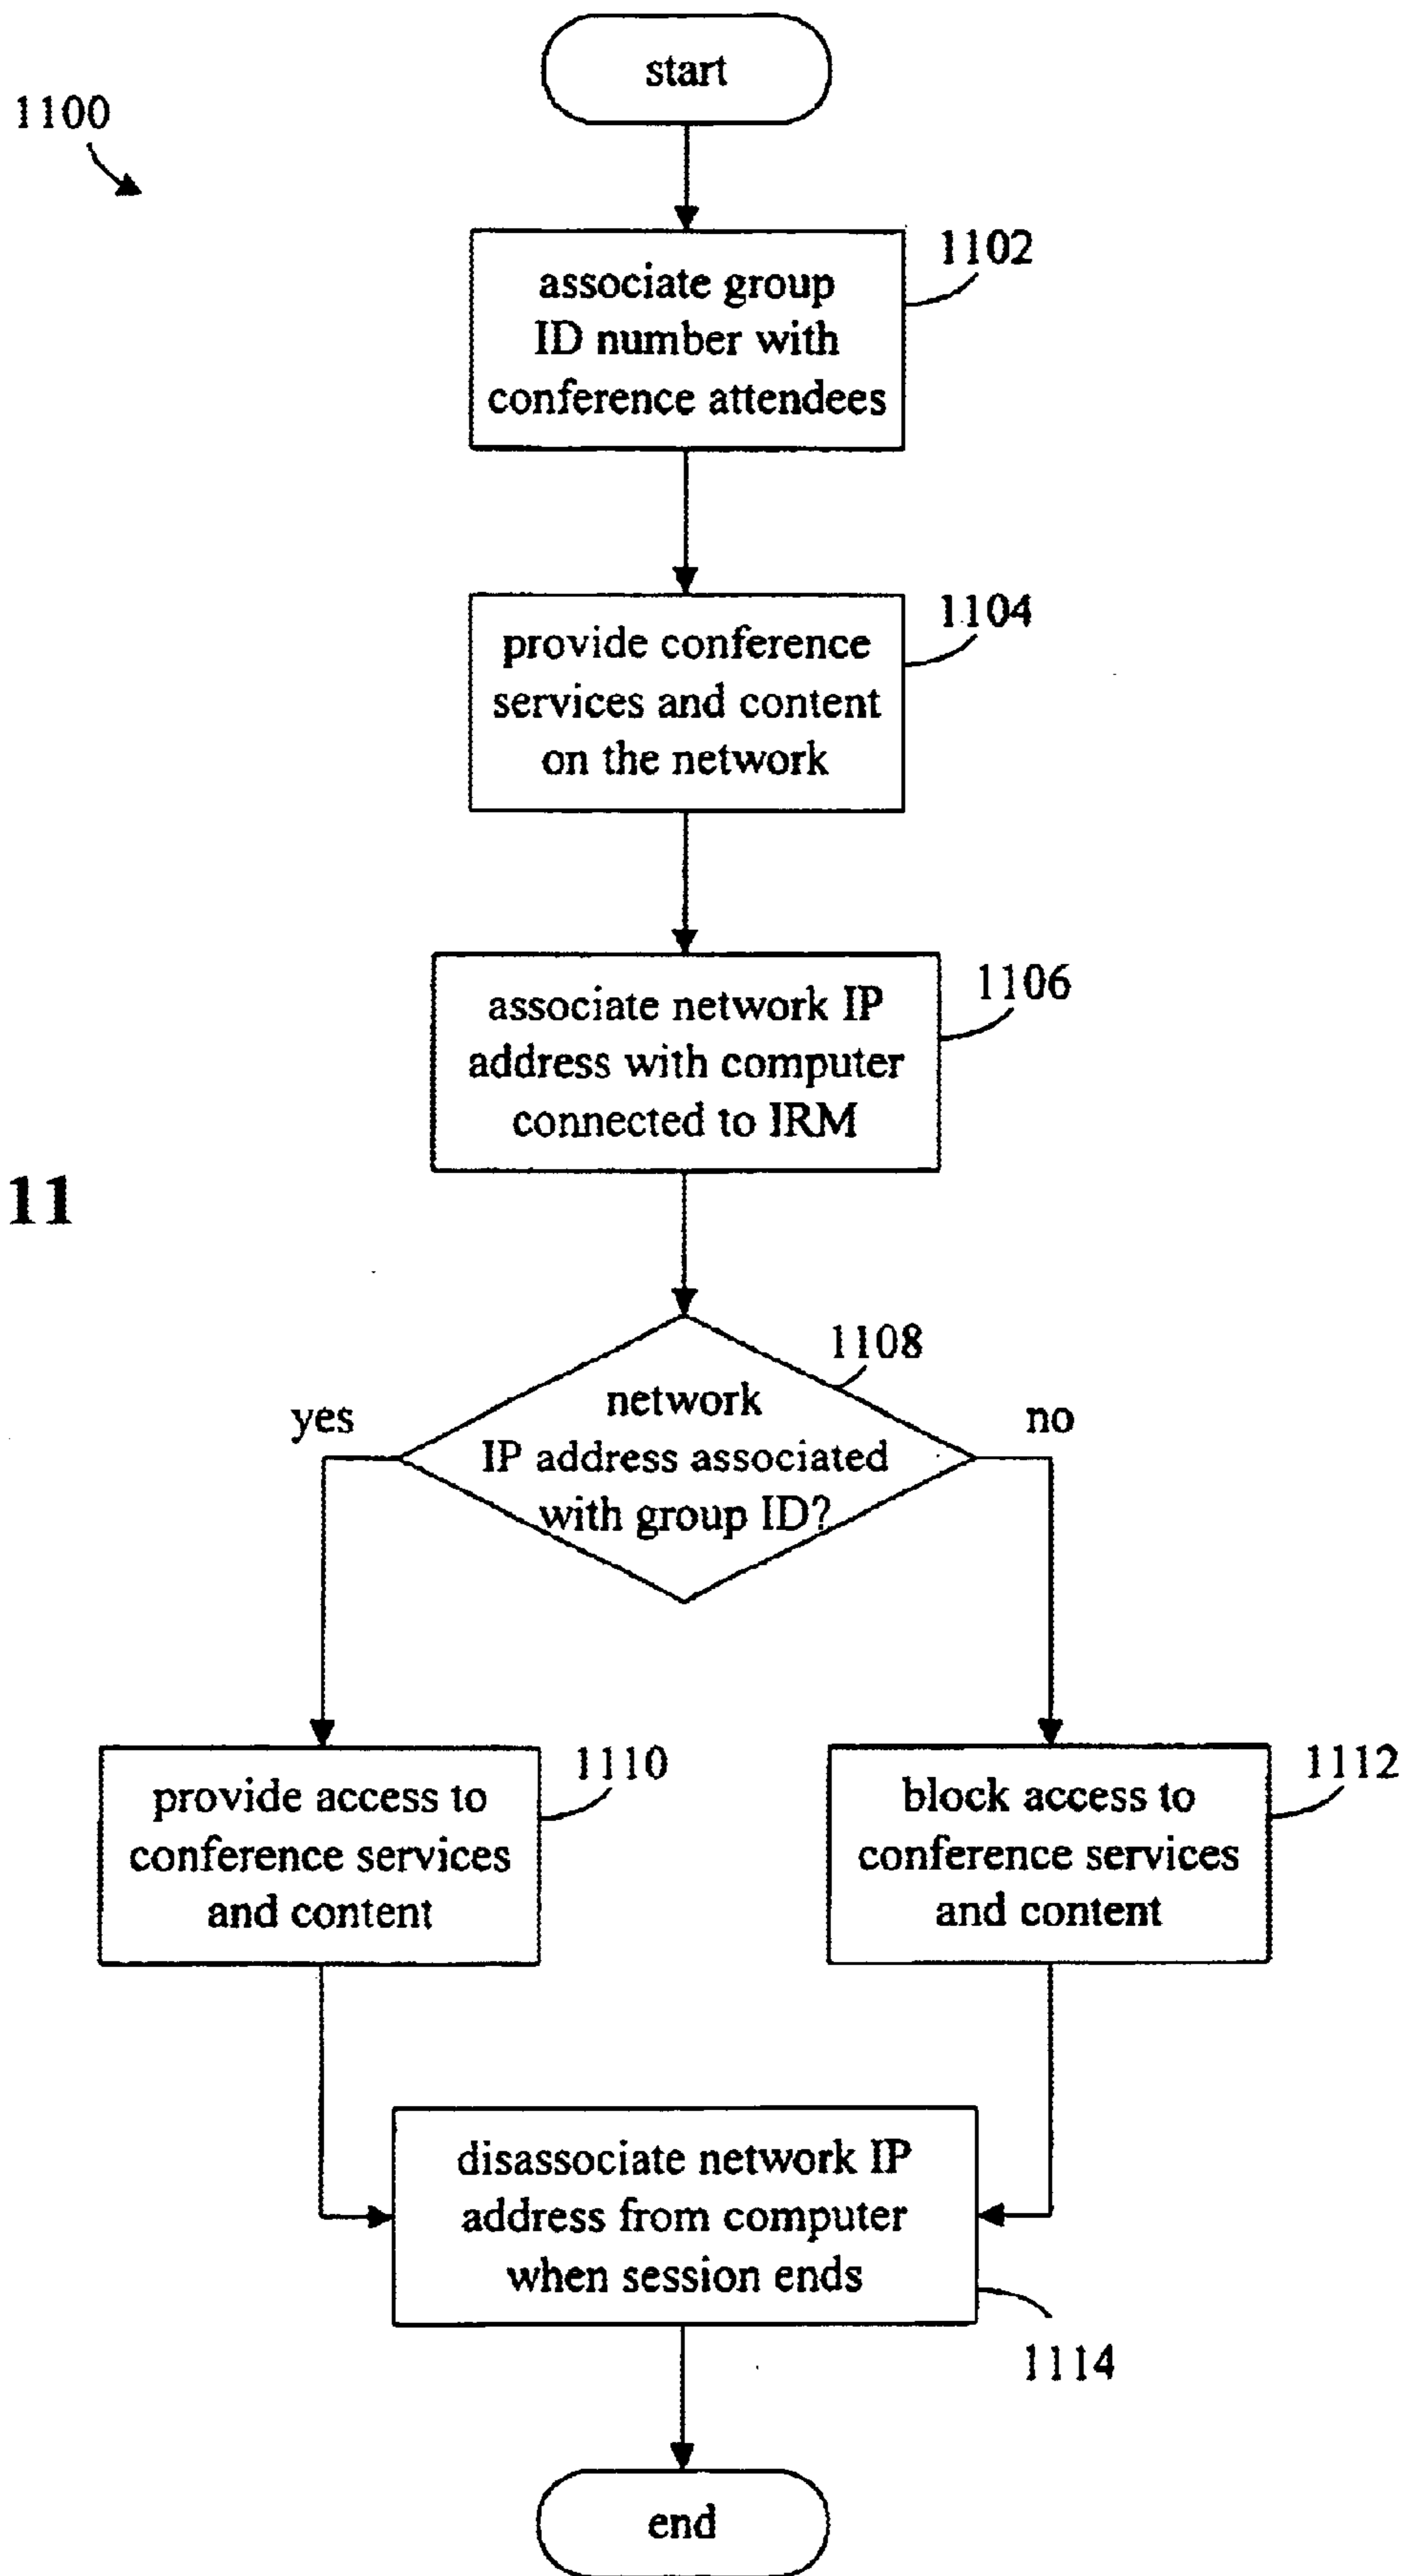 start
1100
1102
associate group
ID number with
conference attendees
1104
provide conference
services and content
on the network
1106
associate network IP
address with computer
connected to IRM
11
1108
network
IP address associated
with group ID?
yes
no
1110
provide access to
conference services
and content
1112
block access to
conference services
and content
disassociate network IP
address from computer
when session ends
1114
end